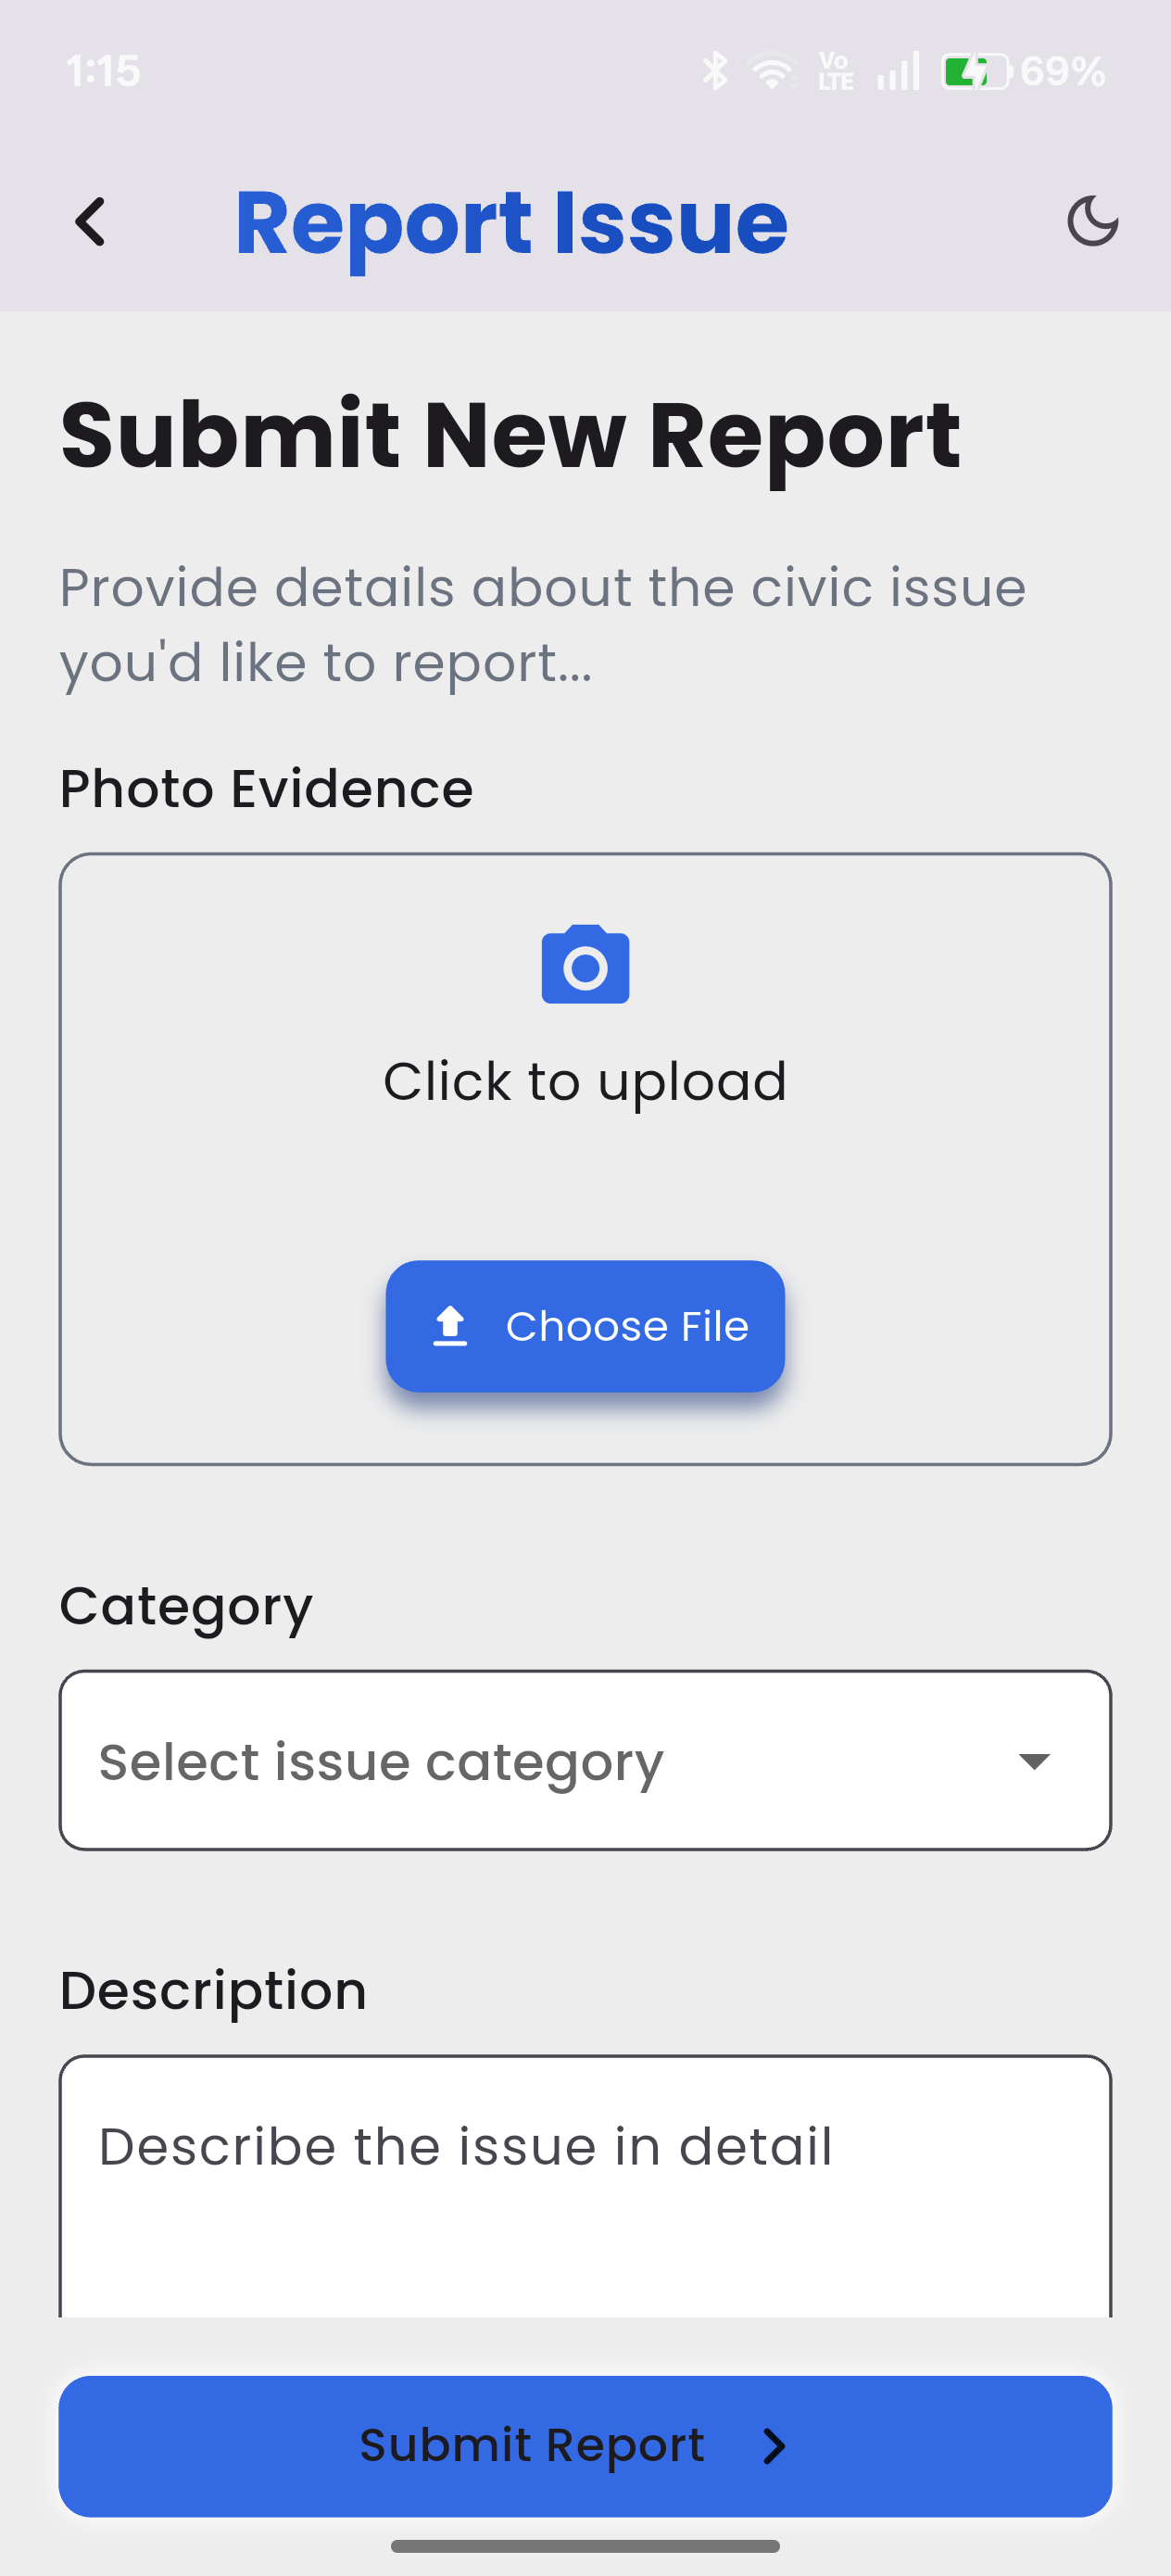 1:15
Vo
LTE
69%
Report Issue
Submit New Report
Provide details about the civic issue
you'd like to report...
Photo Evidence
Click to upload
Choose File
Category
Select issue category
Description
Describe the issue in detail
Submit Report